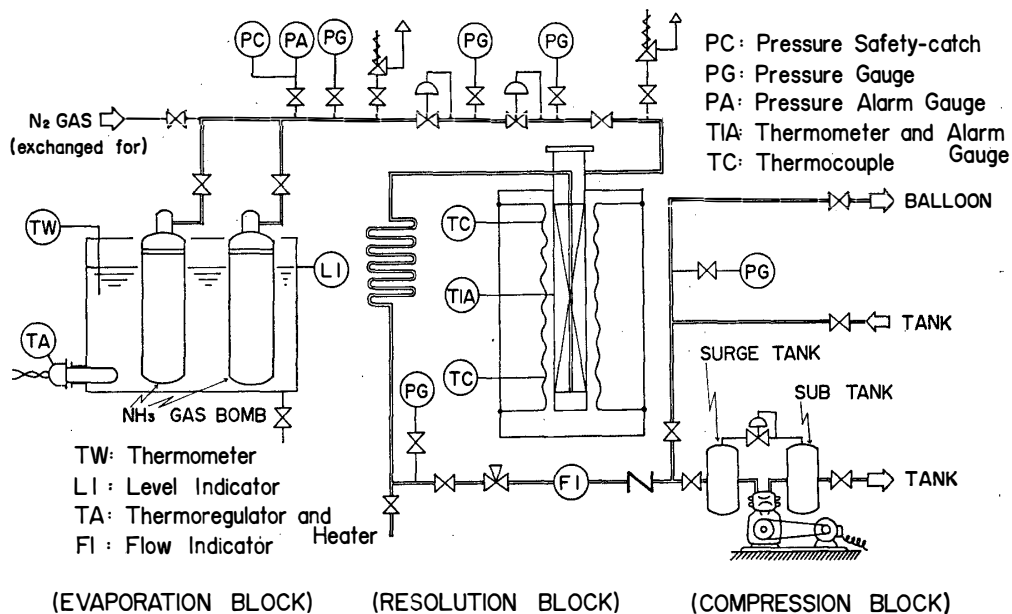 PC PA PG PG PG
PC: Pressure Safety-catch
PG: Pressure Gauge
PA: Pressure Alarm Gauge
TIA: Thermometer and Alarm
Gauge
TC: Thermocouple
N₂ GAS
(exchanged for)
BALLOON
TW
TC
LI
PG
TIA
TANK
TA
SURGE TANK
TC
PG
SUB TANK
NH₃ GAS BOMB
TW: Thermometer
LI: Level Indicator
TA: Thermoregulator and
Heater
FI: Flow Indicator
FI
TANK
(EVAPORATION BLOCK) (RESOLUTION BLOCK) (COMPRESSION BLOCK)